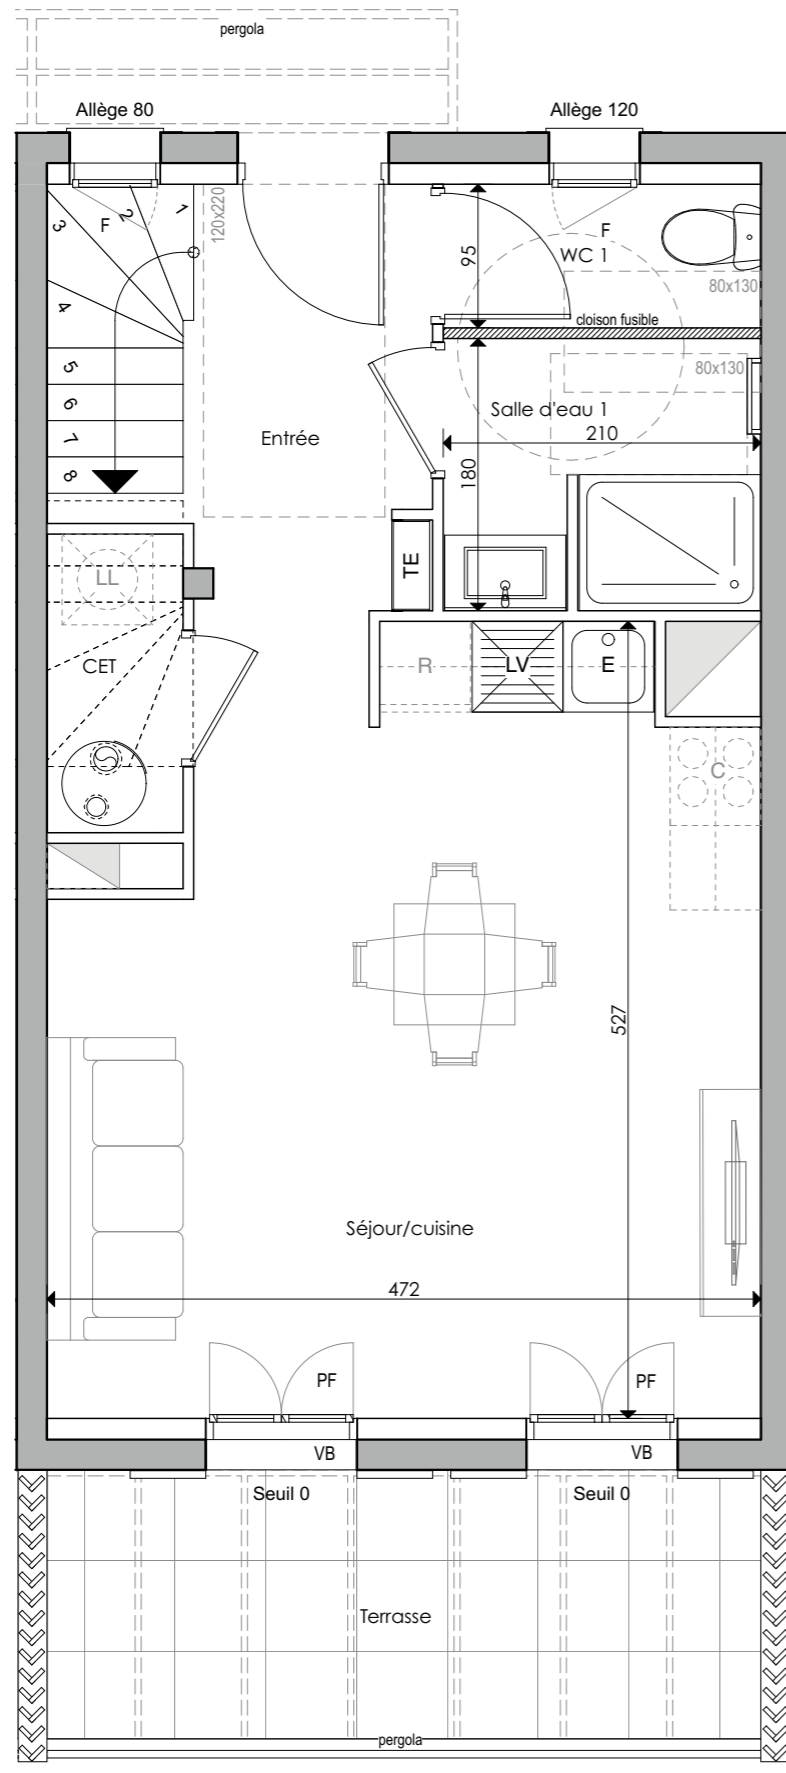 pergola
Allège 80
Allège 120
1
2
3
F
4
5
6
7
8
120x220
95
F
WC 1
80x130
cloison fusible
80x130
Entrée
Salle d'eau 1
210
180
TE
LL
CET
R
LV
E
C
527
Séjour/cuisine
472
PF
PF
VB
VB
Seuil 0
Seuil 0
Terrasse
pergola